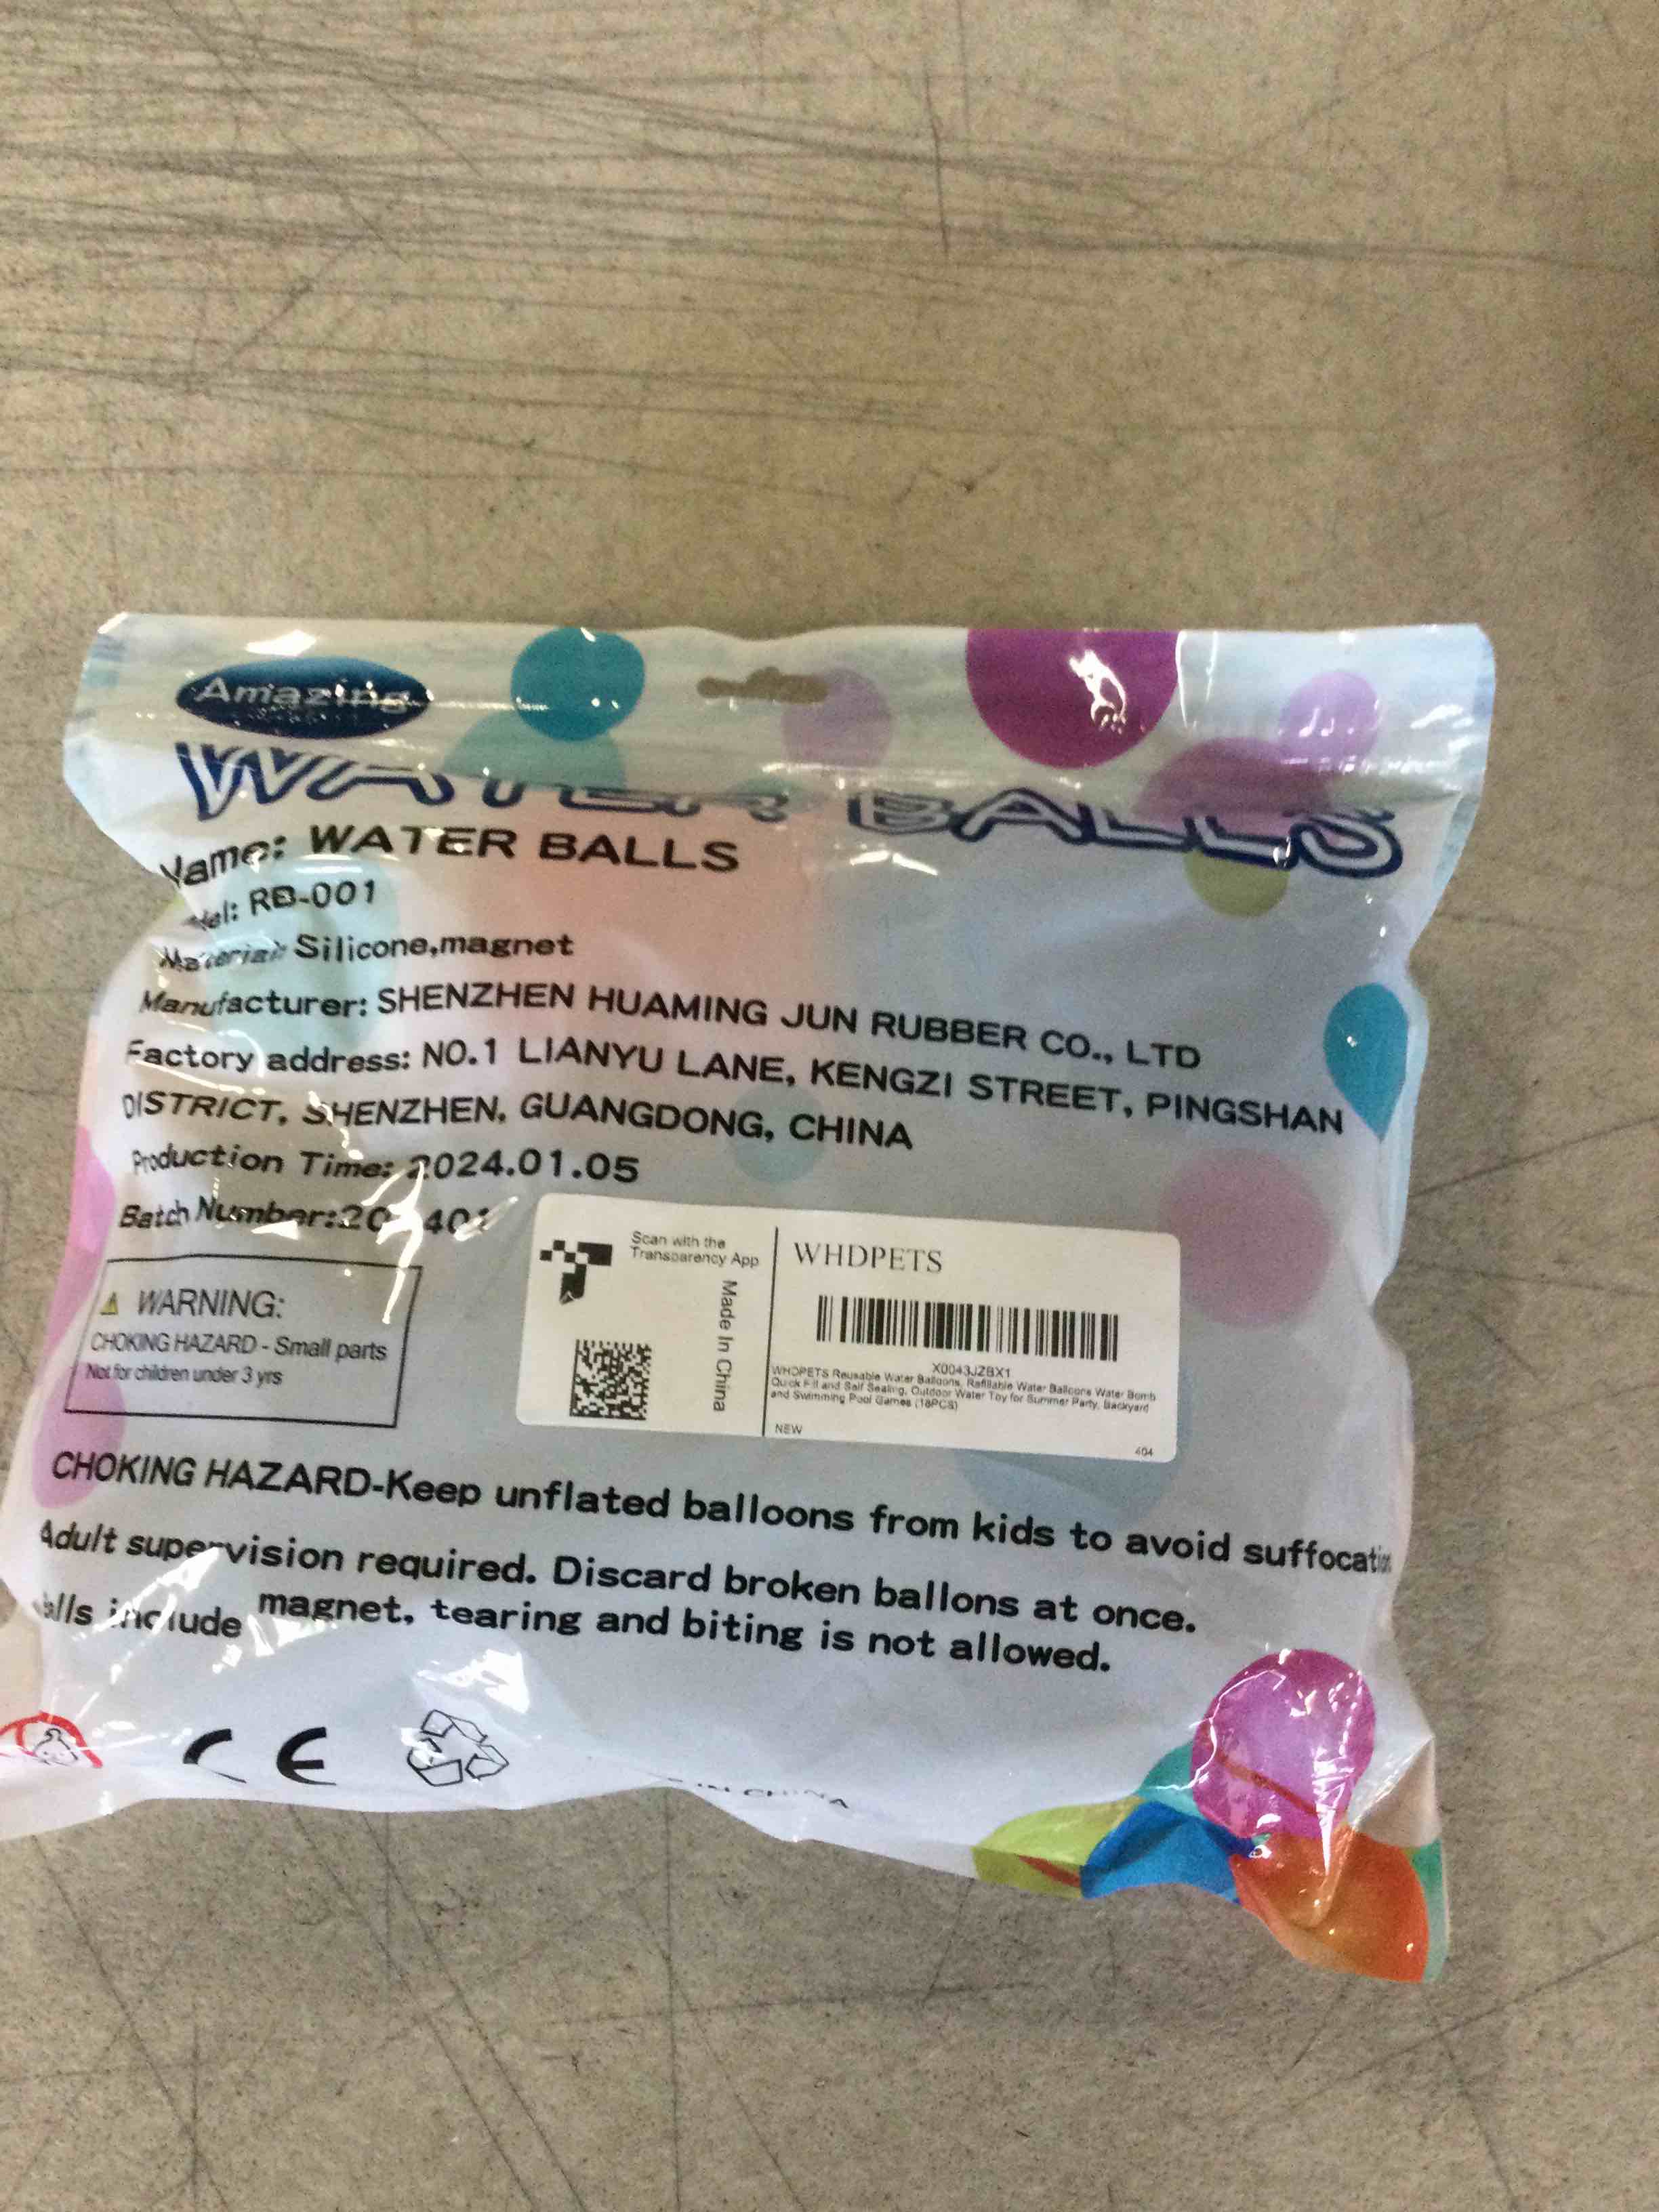 Amazing
WATER BALLS
Name: WATER BALLS
RB-001
Material: Silicone,magnet
Manufacturer: SHENZHEN HUAMING JUN RUBBER CO., LTD
Factory address: NO.1 LIANYU LANE, KENGZI STREET, PINGSHAN
DISTRICT, SHENZHEN, GUANGDONG, CHINA
Production Time: 2024.01.05
Batch Number:
WARNING:
CHOKING HAZARD - Small parts
Not for children under 3 yrs
Scan with the
Transparency App
Made In China
WHDPETS
X0043JZBX1
WHDPETS Reusable Water Balloons, Refillable Water Balloons Water Bomb
Quick Fill and Self Sealing, Outdoor Water Toy for Summer Party, Backyard
and Swimming Pool Games (18PCS)
NEW
404
CHOKING HAZARD-Keep unflated balloons from kids to avoid
Adult supervision required. Discard broken ballons at once.
include magnet, tearing and biting is not allowed.
CE
IN CHINA